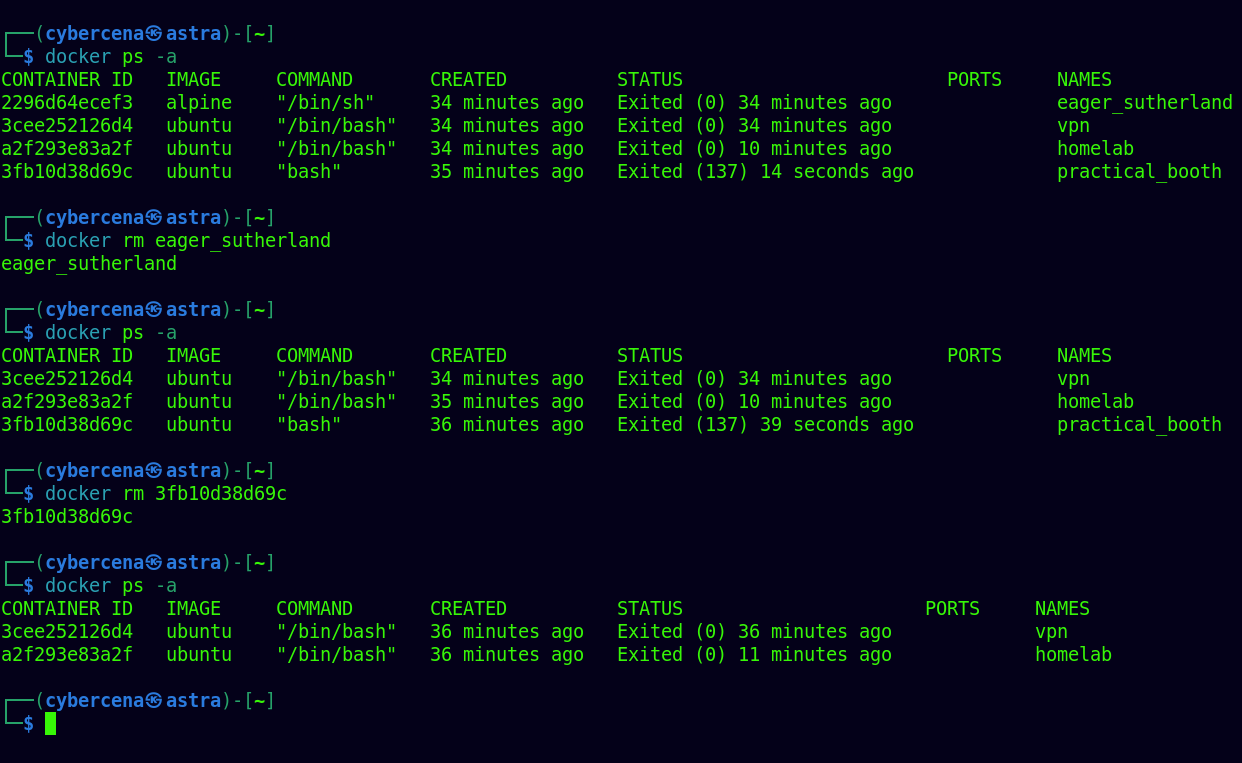 ┌──(cybercena㉿astra)-[~]
└─$ docker ps -a
CONTAINER ID   IMAGE     COMMAND       CREATED          STATUS                        PORTS     NAMES
2296d64ecef3   alpine    "/bin/sh"     34 minutes ago   Exited (0) 34 minutes ago               eager_sutherland
3cee252126d4   ubuntu    "/bin/bash"   34 minutes ago   Exited (0) 34 minutes ago               vpn
a2f293e83a2f   ubuntu    "/bin/bash"   34 minutes ago   Exited (0) 10 minutes ago               homelab
3fb10d38d69c   ubuntu    "bash"        35 minutes ago   Exited (137) 14 seconds ago             practical_booth
┌──(cybercena㉿astra)-[~]
└─$ docker rm eager_sutherland
eager_sutherland
┌──(cybercena㉿astra)-[~]
└─$ docker ps -a
CONTAINER ID   IMAGE     COMMAND       CREATED          STATUS                        PORTS     NAMES
3cee252126d4   ubuntu    "/bin/bash"   34 minutes ago   Exited (0) 34 minutes ago               vpn
a2f293e83a2f   ubuntu    "/bin/bash"   35 minutes ago   Exited (0) 10 minutes ago               homelab
3fb10d38d69c   ubuntu    "bash"        36 minutes ago   Exited (137) 39 seconds ago             practical_booth
┌──(cybercena㉿astra)-[~]
└─$ docker rm 3fb10d38d69c
3fb10d38d69c
┌──(cybercena㉿astra)-[~]
└─$ docker ps -a
CONTAINER ID   IMAGE     COMMAND       CREATED          STATUS                      PORTS     NAMES
3cee252126d4   ubuntu    "/bin/bash"   36 minutes ago   Exited (0) 36 minutes ago             vpn
a2f293e83a2f   ubuntu    "/bin/bash"   36 minutes ago   Exited (0) 11 minutes ago             homelab
┌──(cybercena㉿astra)-[~]
└─$